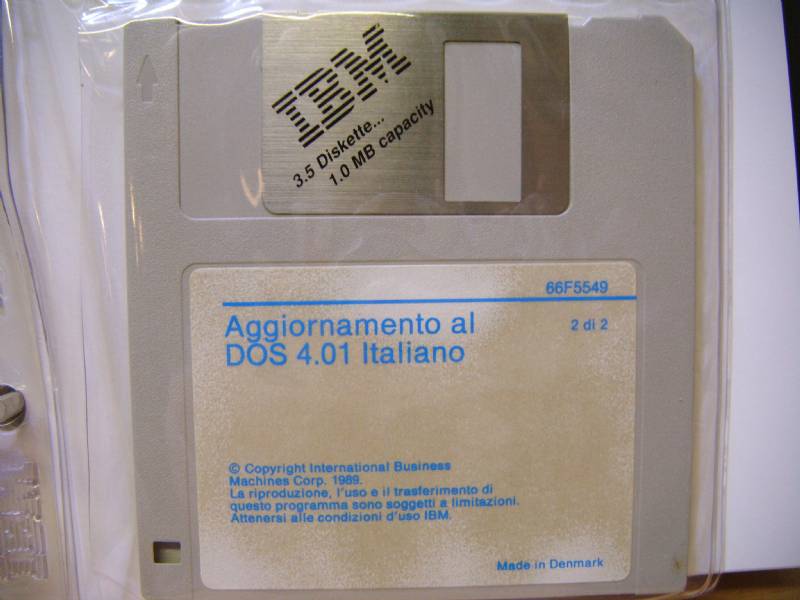 IBM
3.5 Diskette...
1.0 MB capacity
66F5549
Aggiornamento al
2 di 2
DOS 4.01 Italiano
© Copyright International Business
Machines Corp. 1989.
La riproduzione, l'uso e il trasferimento di
questo programma sono soggetti a limitazioni.
Attenersi alle condizioni d'uso IBM.
Made in Denmark
IBM